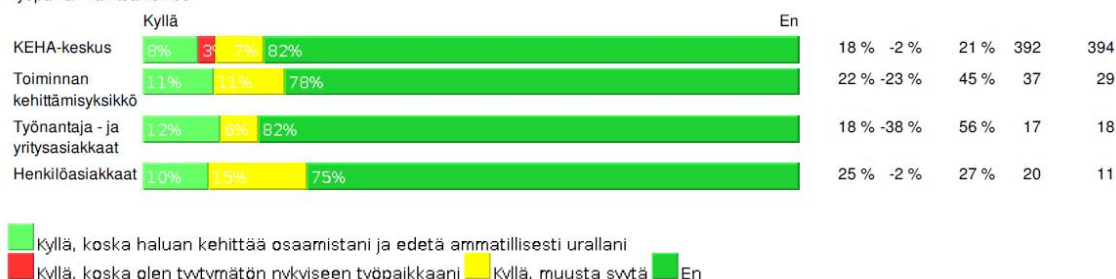 Kyllä En
KEHA-keskus 8% 3% 7% 82% 18 % -2 % 21 % 392 394
Toiminnan
kehittämisyksikkö 11% 11% 78% 22 % -23 % 45 % 37 29
Työnantaja - ja
yritysasiakkaat 12% 6% 82% 18 % -38 % 56 % 17 18
Henkilöasiakkaat 10% 15% 75% 25 % -2 % 27 % 20 11
Kyllä, koska haluan kehittää osaamistani ja edetä ammatillisesti urallani
Kyllä, koska olen tyytymätön nykyiseen työpaikkaani Kyllä, muusta syytä En